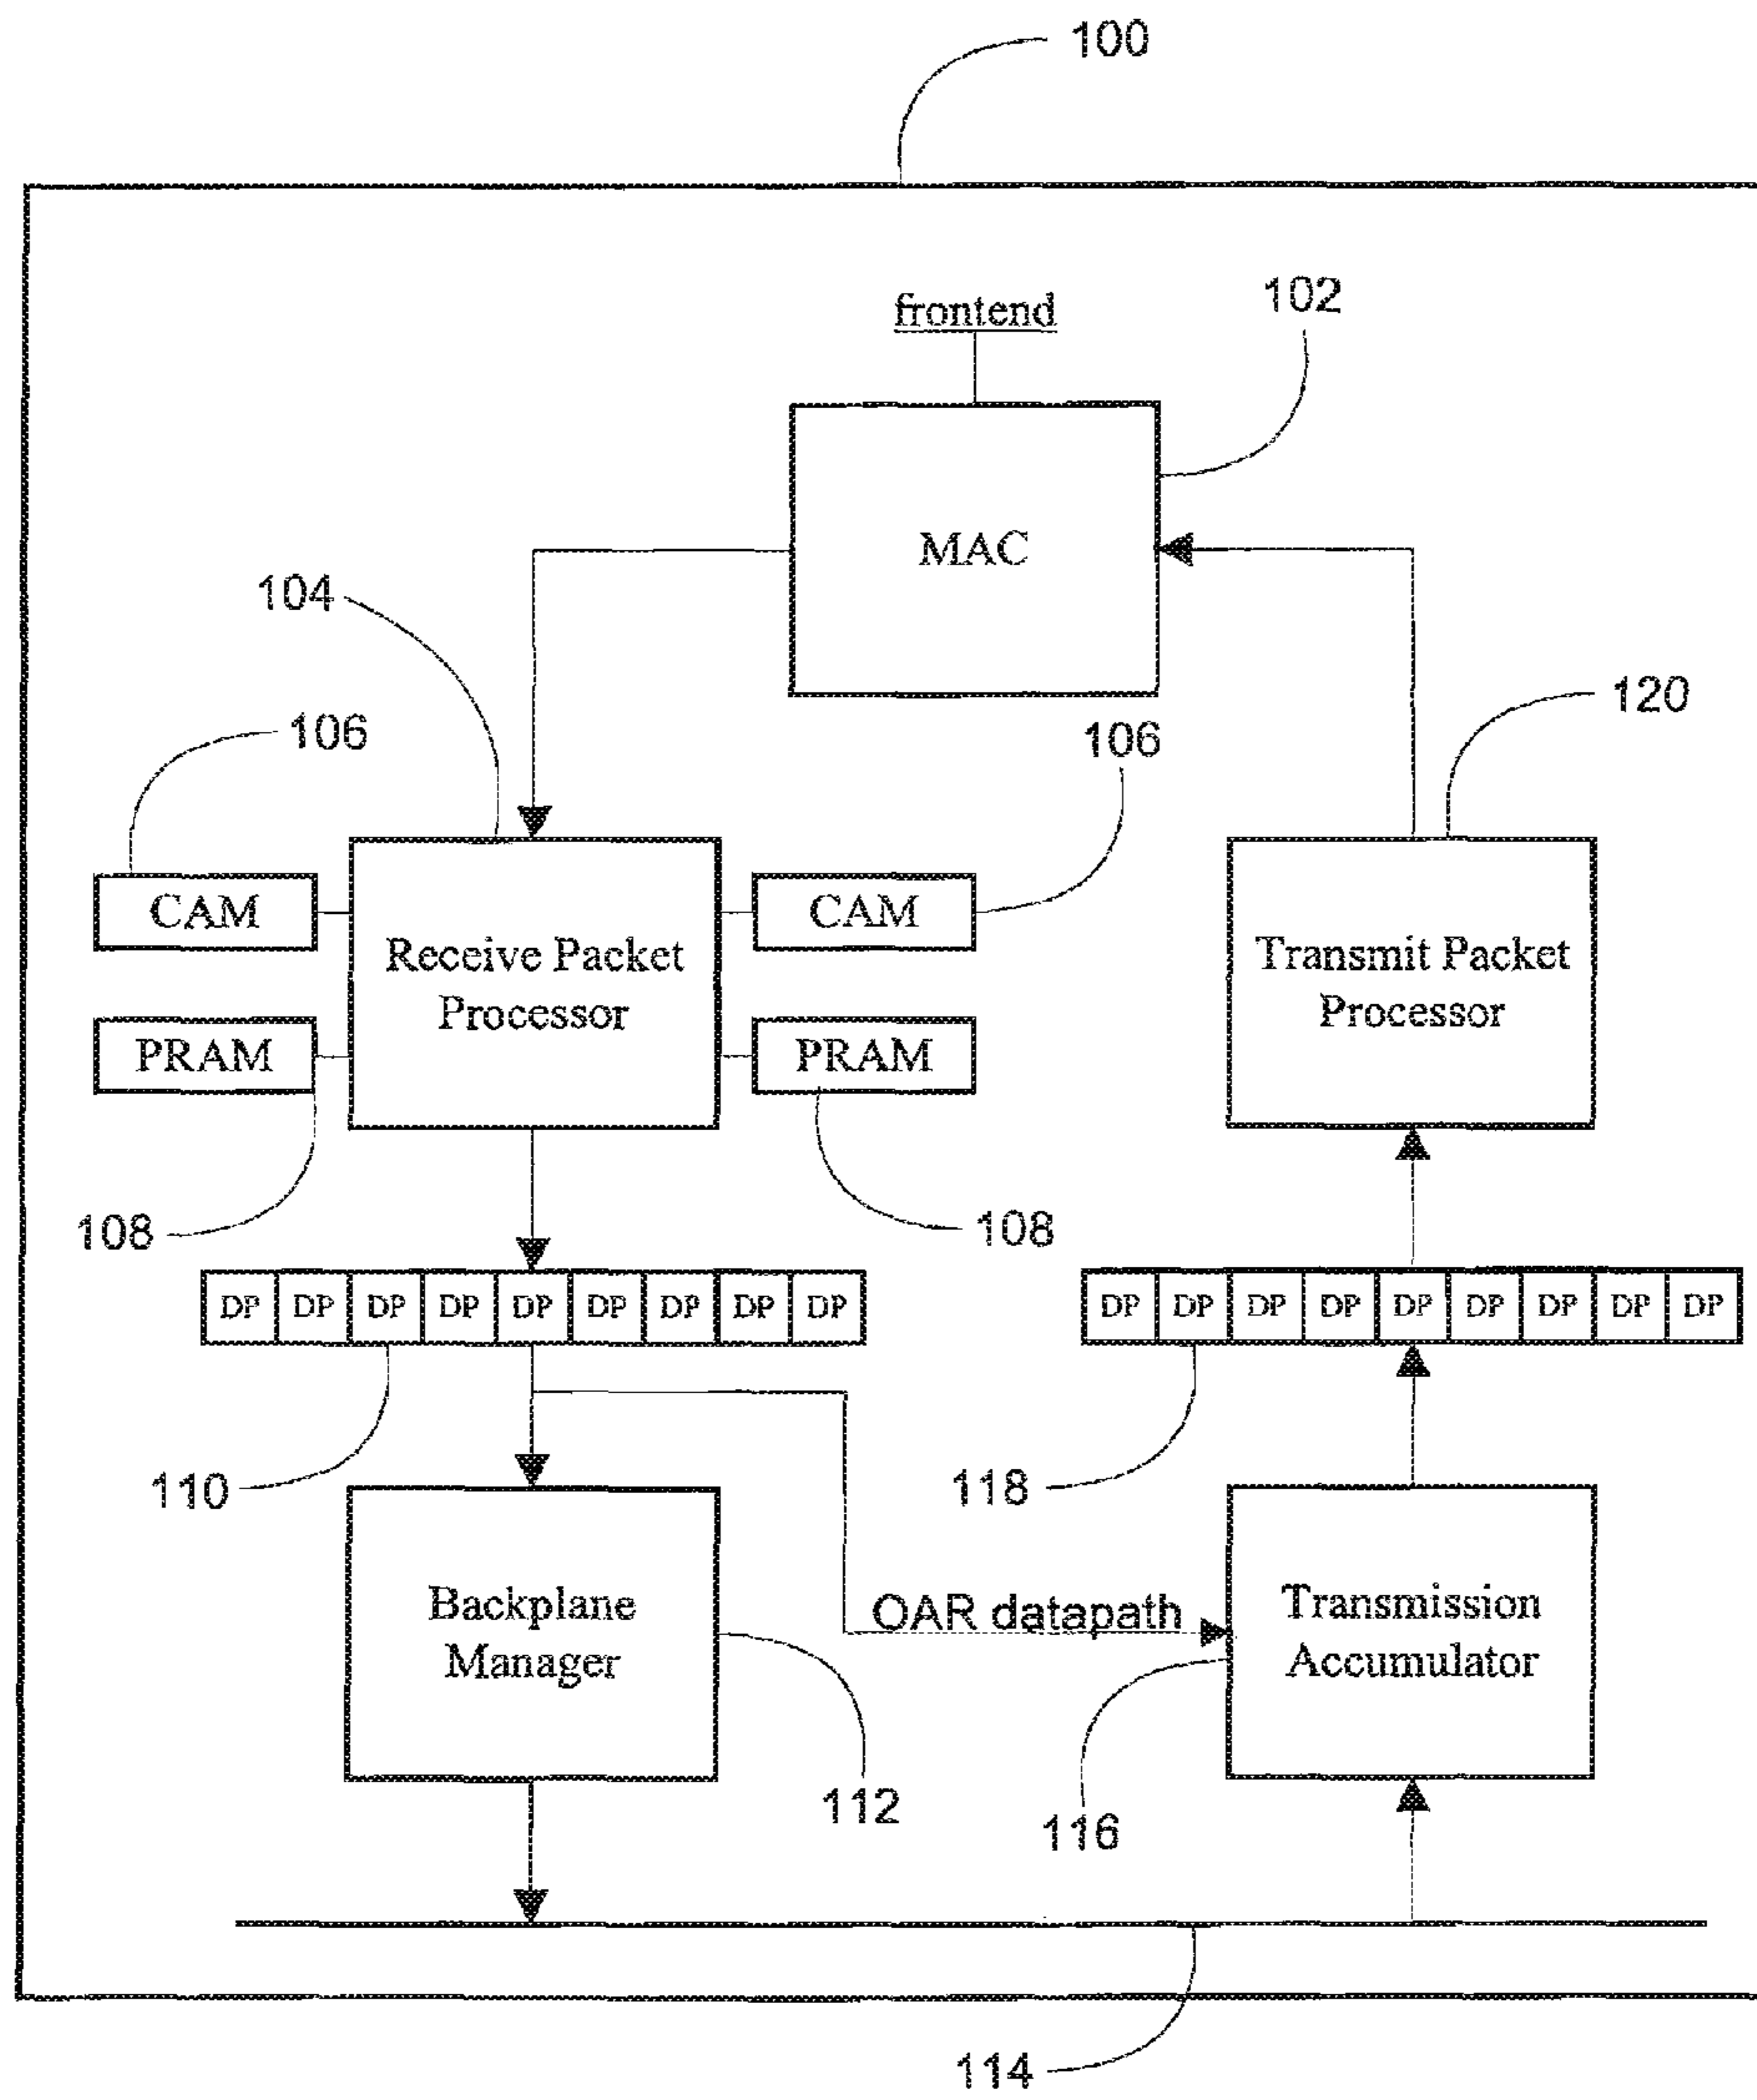 100
frontend
102
MAC
104
120
106
106
CAM
CAM
Receive Packet
Processor
Transmit Packet
Processor
PRAM
PRAM
108
108
DP DP DP DP DP DP DP DP DP
DP DP DP DP DP DP DP DP DP
110
118
Backplane
Manager
OAR datapath
Transmission
Accumulator
112
116
114